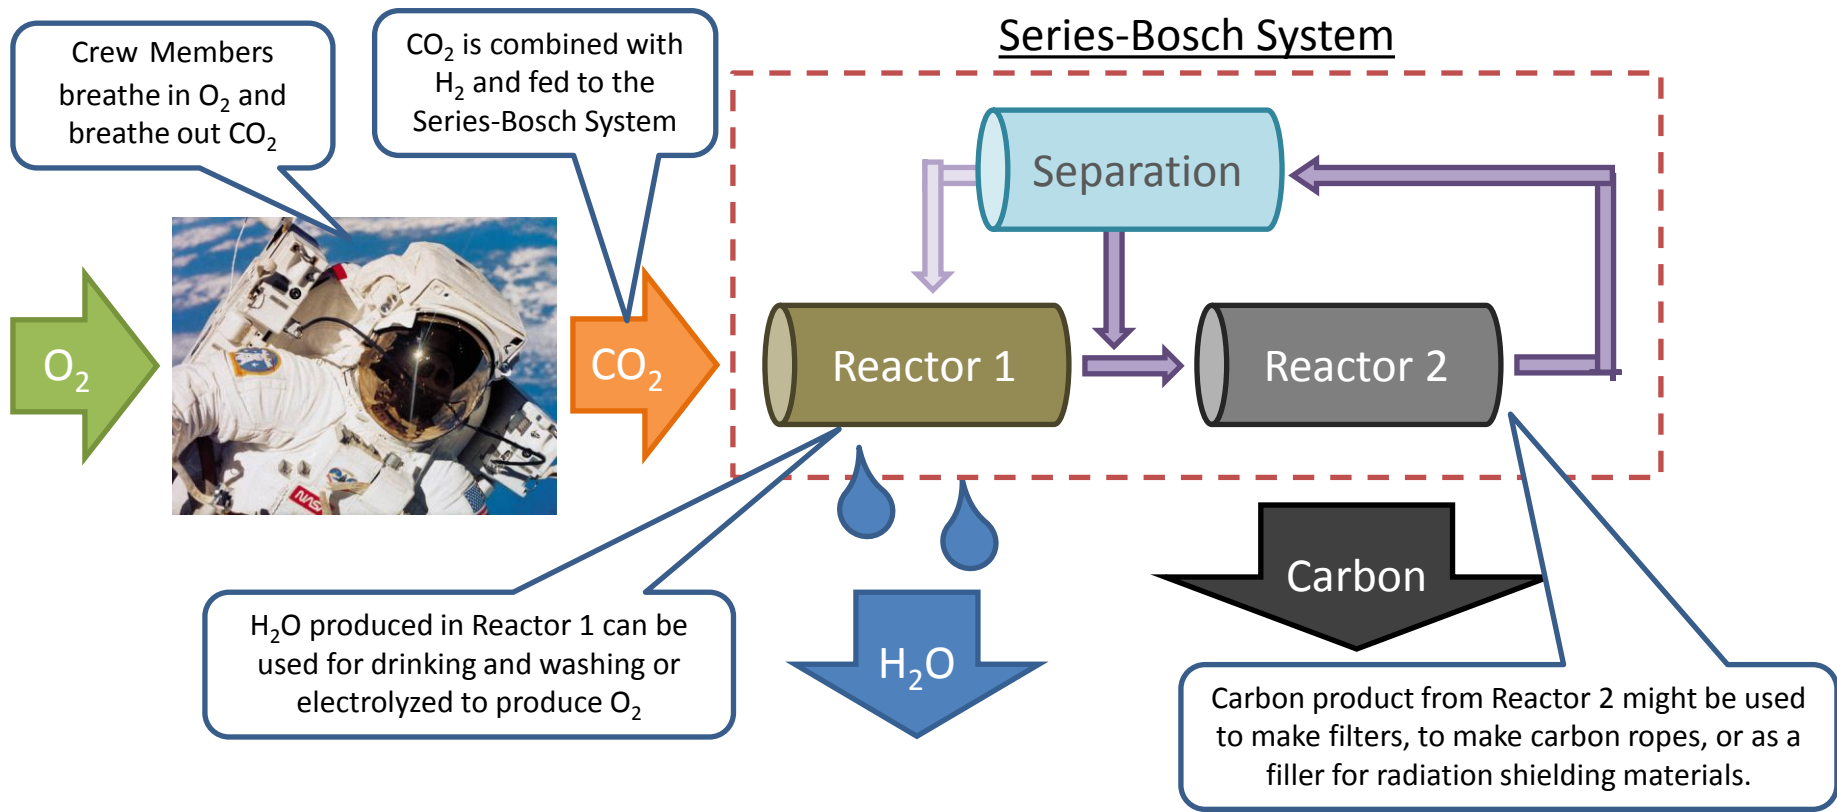 Crew Members
breathe in O₂ and
breathe out CO₂
CO₂ is combined with
H₂ and fed to the
Series-Bosch System
Series-Bosch System
Separation
O₂
CO₂
Reactor 1
Reactor 2
NASA
H₂O produced in Reactor 1 can be
used for drinking and washing or
electrolyzed to produce O₂
H₂O
Carbon
Carbon product from Reactor 2 might be used
to make filters, to make carbon ropes, or as a
filler for radiation shielding materials.